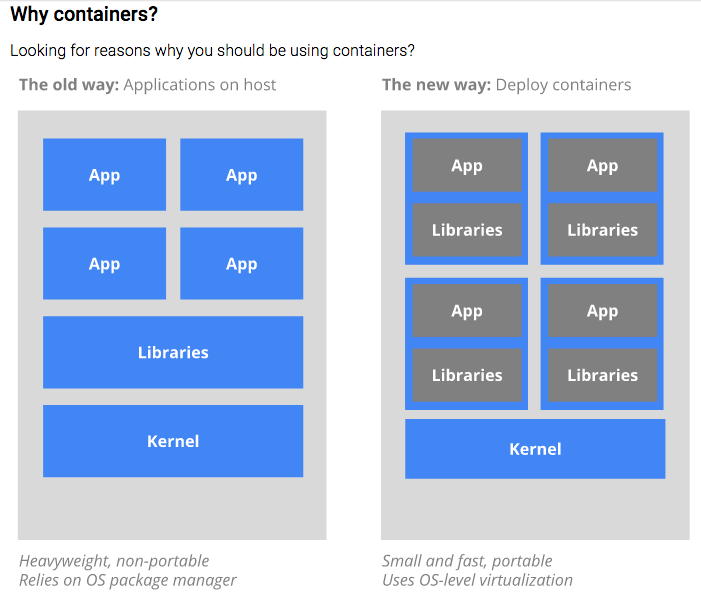 Why containers?
Looking for reasons why you should be using containers?
The old way: Applications on host
App App
App App
Libraries
Kernel
Heavyweight, non-portable
Relies on OS package manager
The new way: Deploy containers
App App
Libraries Libraries
App App
Libraries Libraries
Kernel
Small and fast, portable
Uses OS-level virtualization